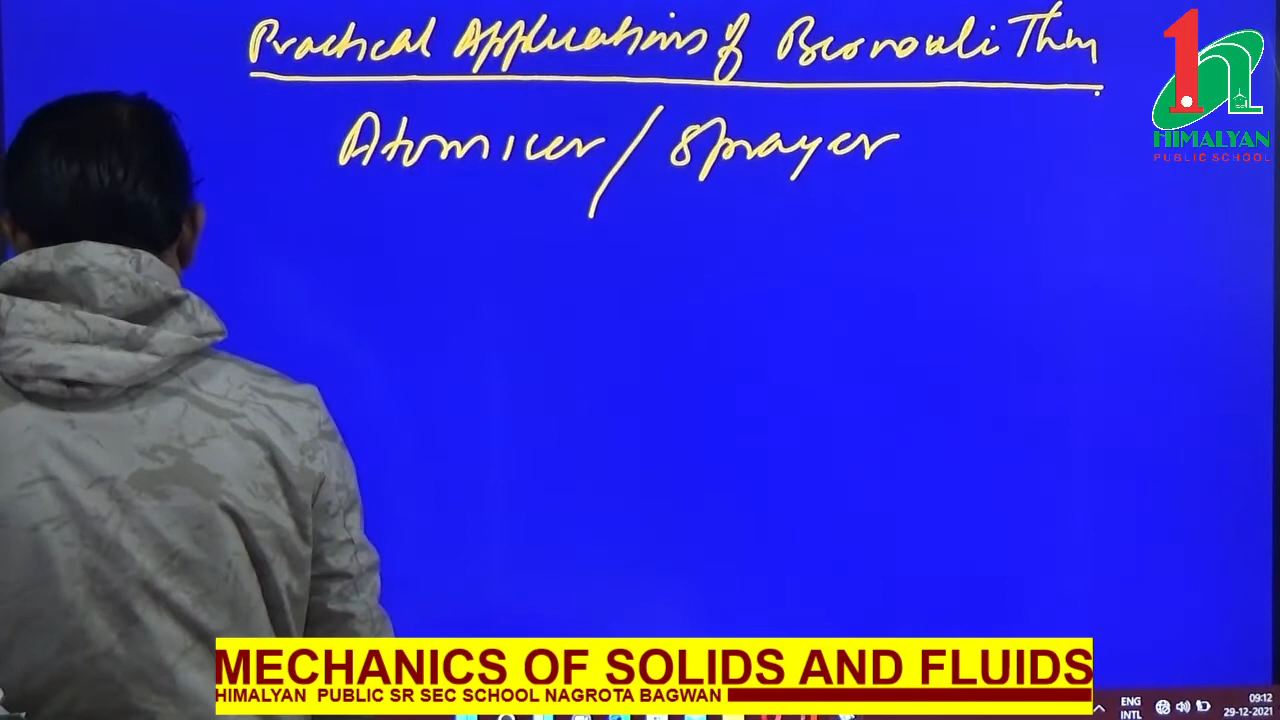 Practical Applications of Bernouli Thm
Atomizer / Sprayer
HIMALYAN
PUBLIC SCHOOL
MECHANICS OF SOLIDS AND FLUIDS
HIMALYAN PUBLIC SR SEC SCHOOL NAGROTA BAGWAN
ENG
INTL
09:12
29-12-2021